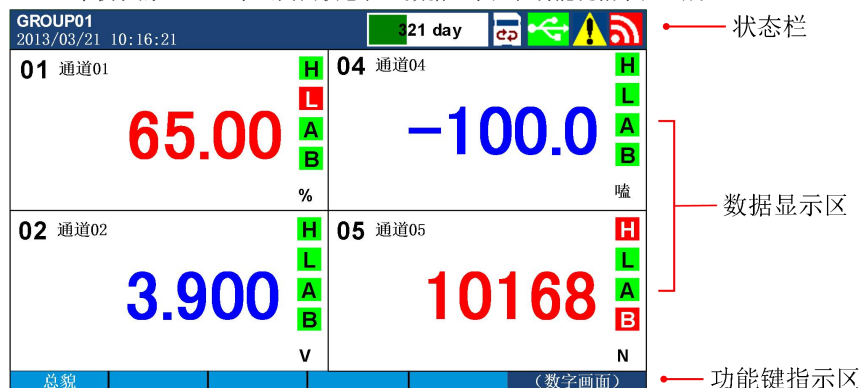 GROUP01
2013/03/21 10:16:21
321 day
状态栏
01 通道01
H
L
A
B
65.00
%
04 通道04
H
L
A
B
-100.0
嗑
数据显示区
02 通道02
H
L
A
B
3.900
V
05 通道05
H
L
A
B
10168
N
总貌
(数字画面)
功能键指示区